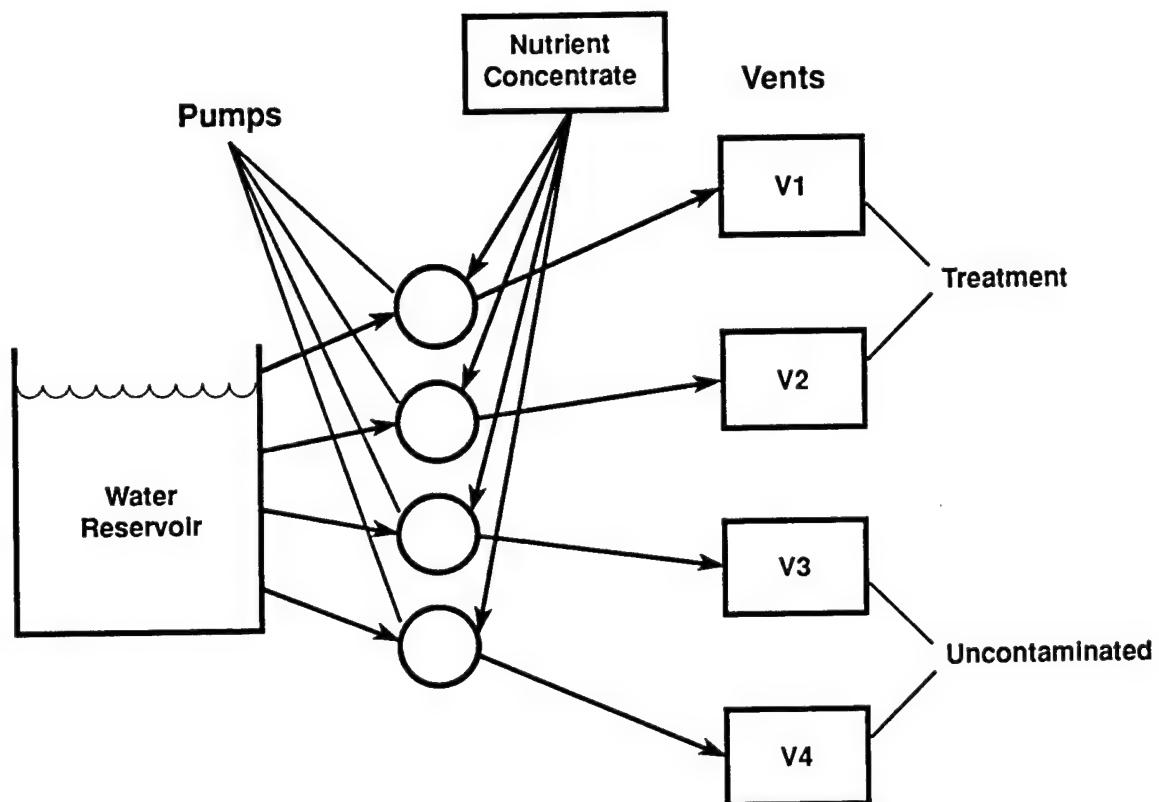 Nutrient
Concentrate
Vents
Pumps
V1
Treatment
V2
Water
Reservoir
V3
Uncontaminated
V4